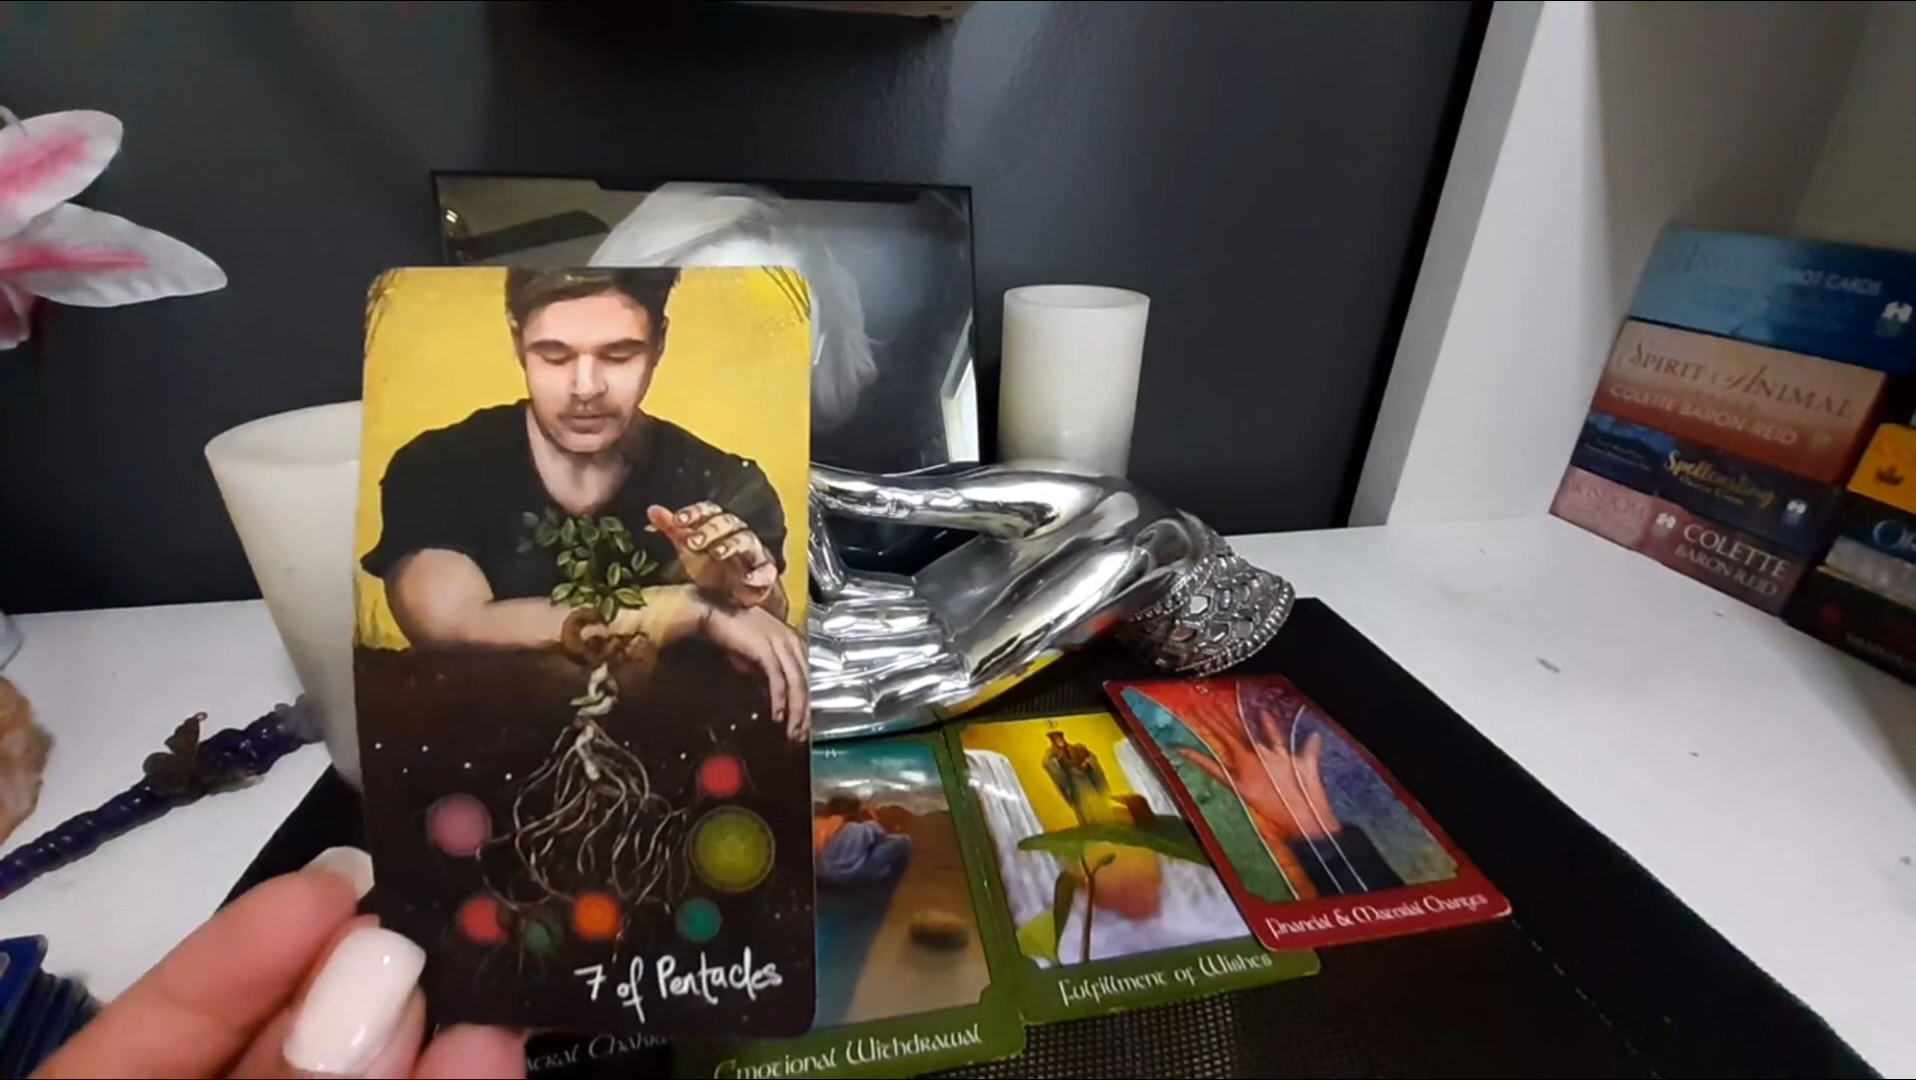 TAROT CARDS
SPIRIT ANIMAL
COLETTE BARON-REID
Spellcasting
WISDOM
COLETTE
BARON-REID
7 of Pentacles
Financial & Material Changes
Fulfillment of Wishes
Emotional Withdrawal